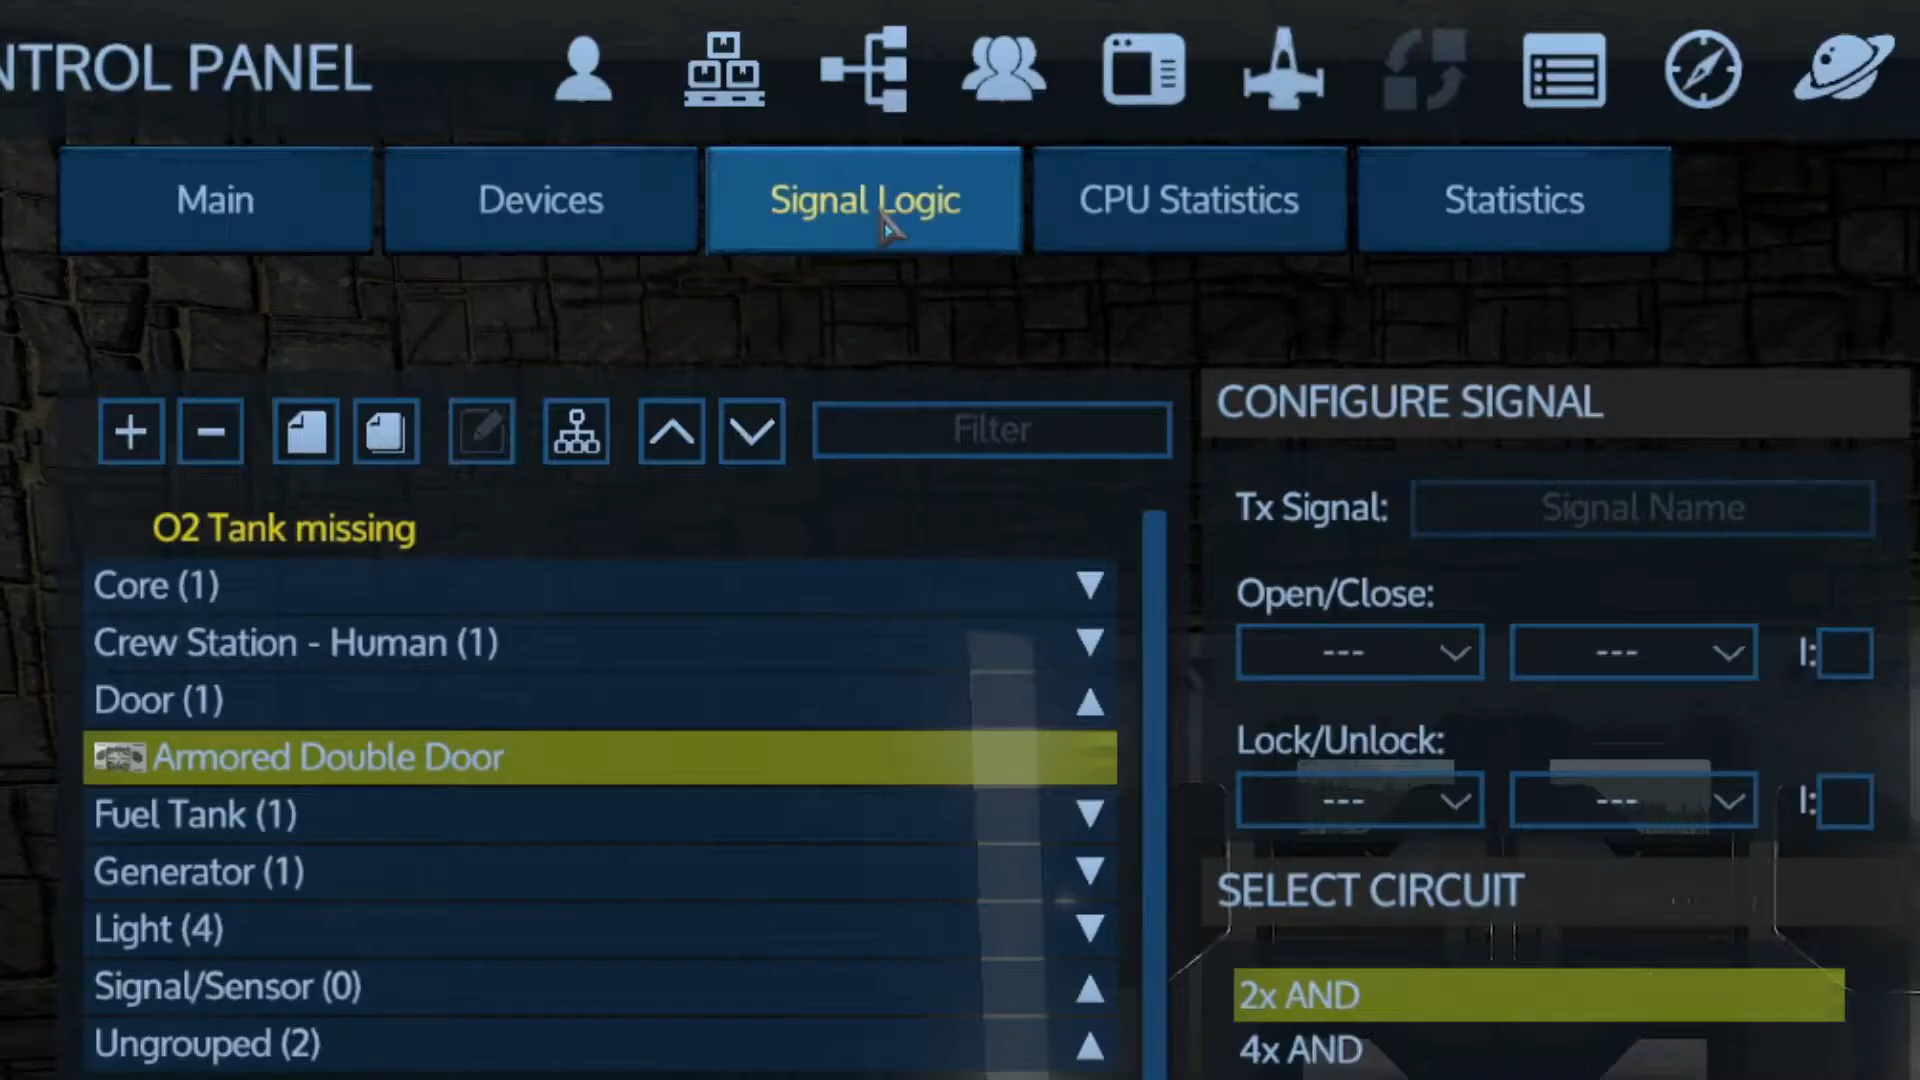 NTROL PANEL
Main
Devices
Signal Logic
CPU Statistics
Statistics
Filter
O2 Tank missing
Core (1)
Crew Station - Human (1)
Door (1)
Armored Double Door
Fuel Tank (1)
Generator (1)
Light (4)
Signal/Sensor (0)
Ungrouped (2)
CONFIGURE SIGNAL
Tx Signal: Signal Name
Open/Close:
--- --- I:
Lock/Unlock:
--- --- I:
SELECT CIRCUIT
2x AND
4x AND